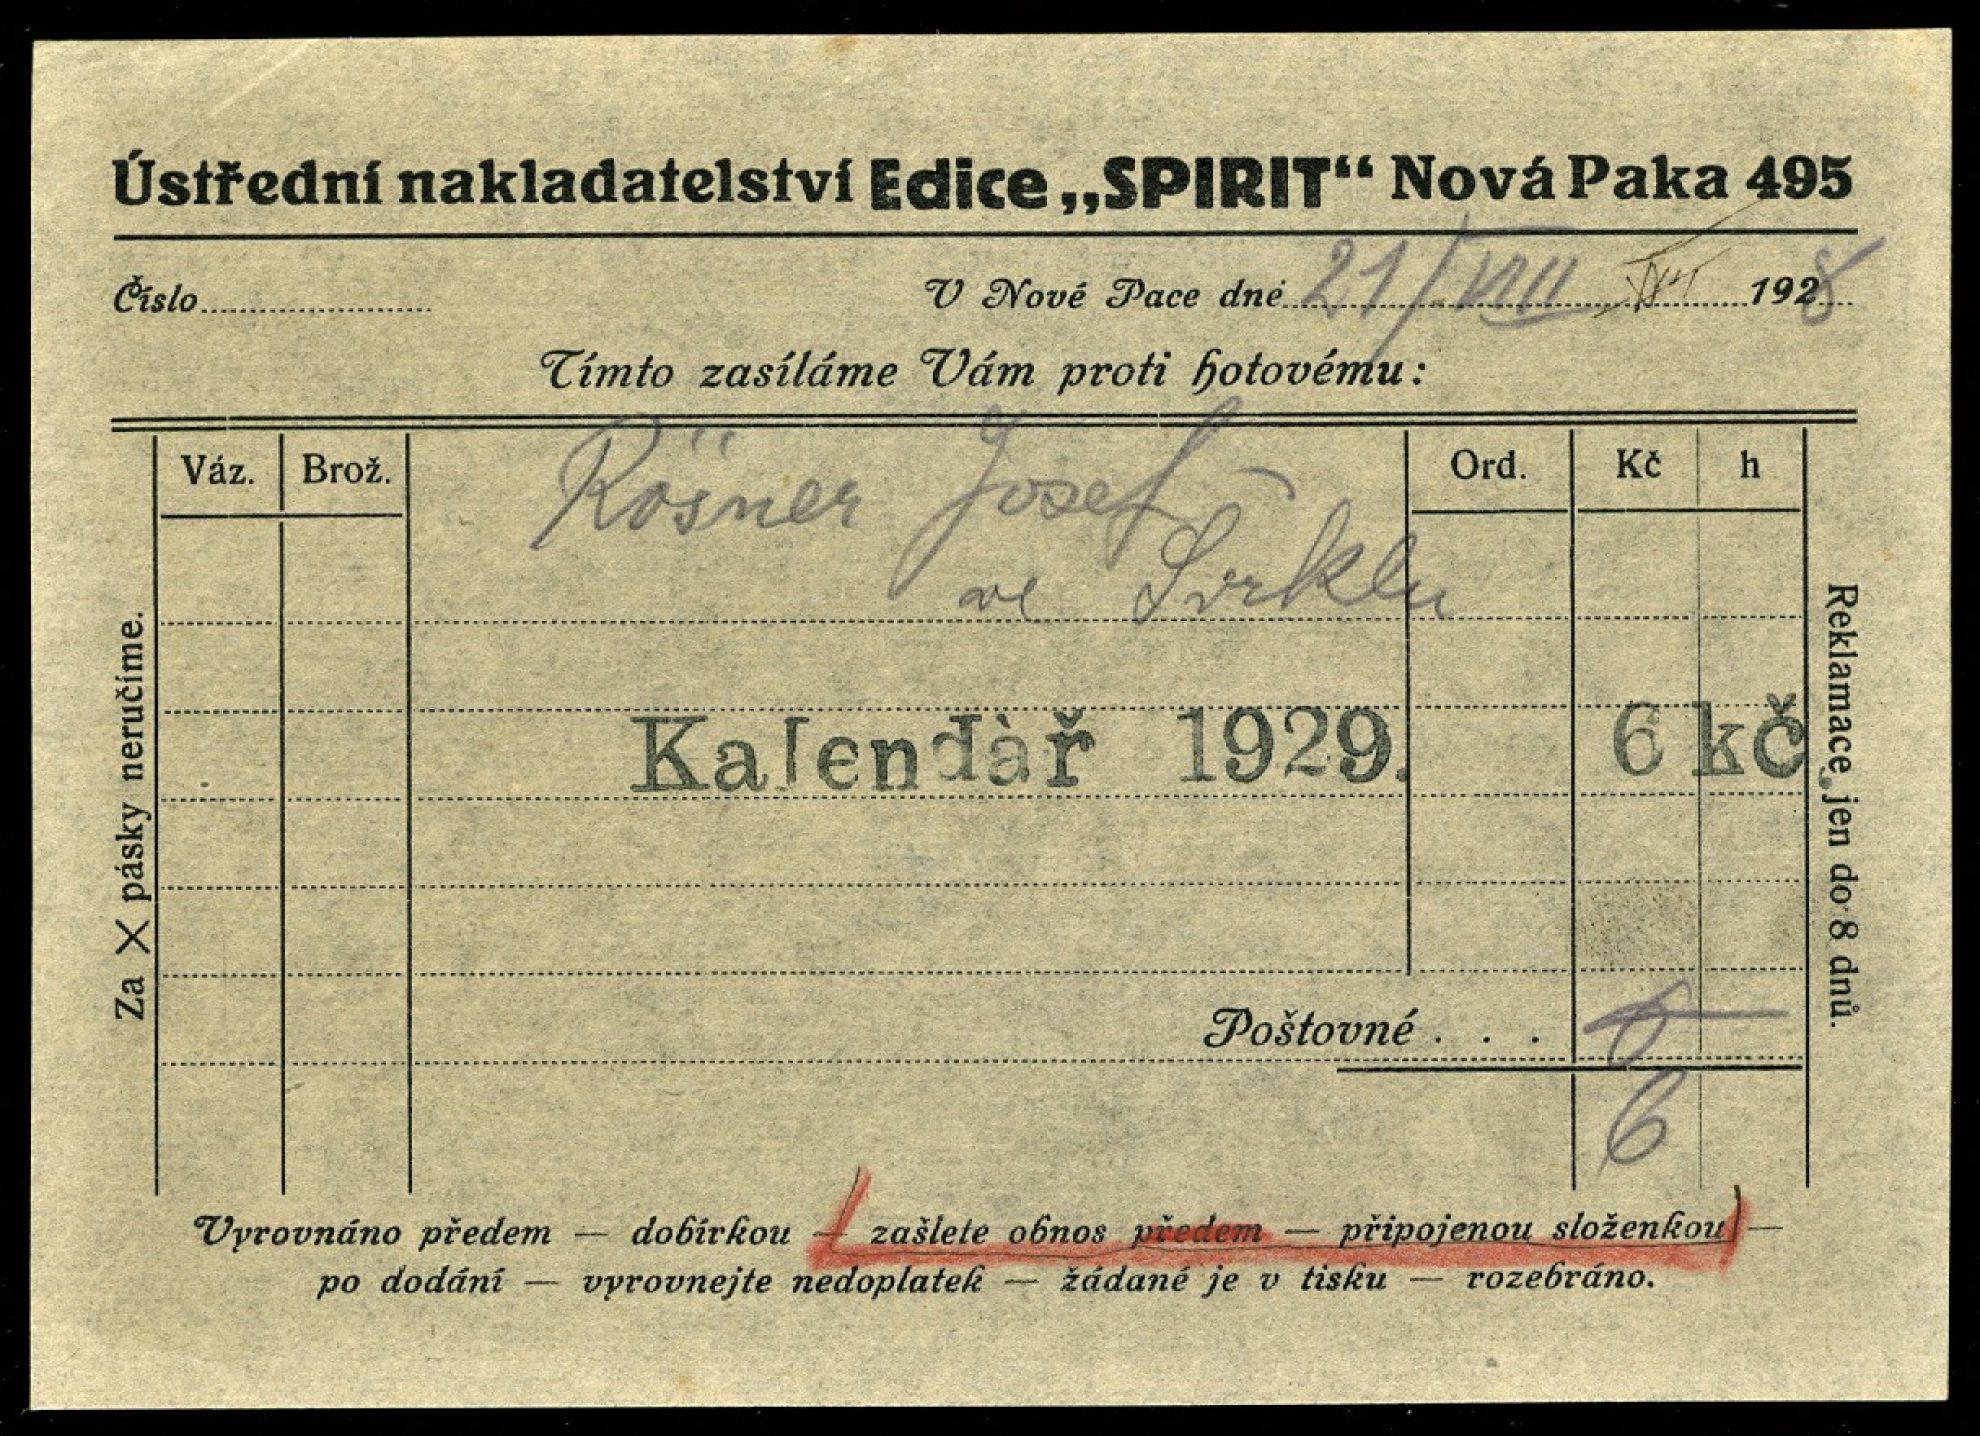 Ústřední nakladatelství Edice „SPIRIT“ Nová Paka 495
Číslo
V Nové Pace dne 21/VIII 1928
Tímto zasíláme Vám proti hotovému:
Váz. Brož. Ord. Kč h
Rösner Josef
ve
Kalendář 1929. 6 kč
Poštovné . . .
6
Za X pásky neručíme.
Reklamace jen do 8 dnů.
Vyrovnáno předem — dobírkou — zašlete obnos předem — připojenou složenkou —
po dodání — vyrovnejte nedoplatek — žádané je v tisku — rozebráno.